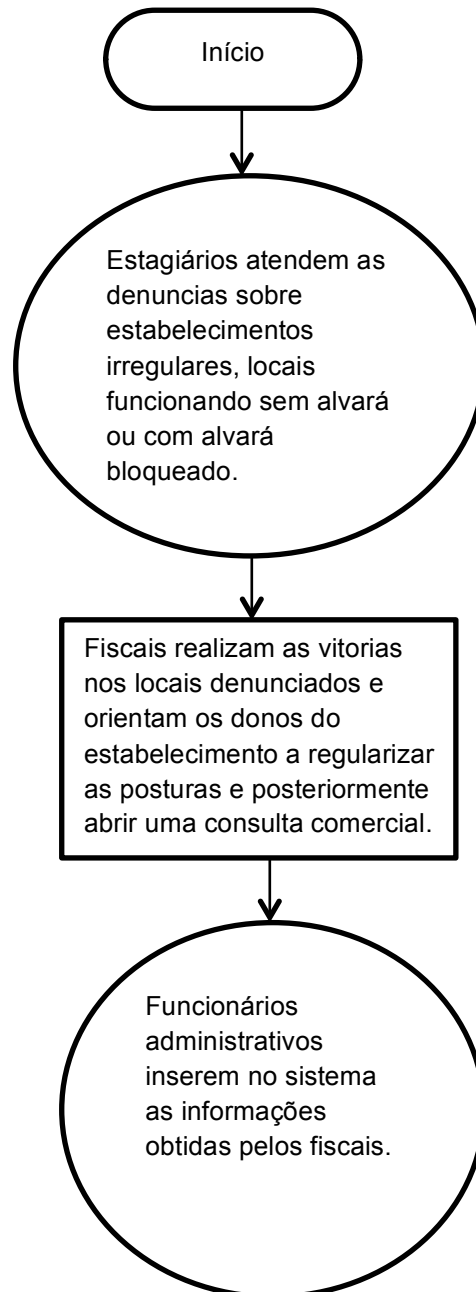 Início
Estagiários atendem as
denuncias sobre
estabelecimentos
irregulares, locais
funcionando sem alvará
ou com alvará
bloqueado.
Fiscais realizam as vitorias
nos locais denunciados e
orientam os donos do
estabelecimento a regularizar
as posturas e posteriormente
abrir uma consulta comercial.
Funcionários
administrativos
inserem no sistema
as informações
obtidas pelos fiscais.